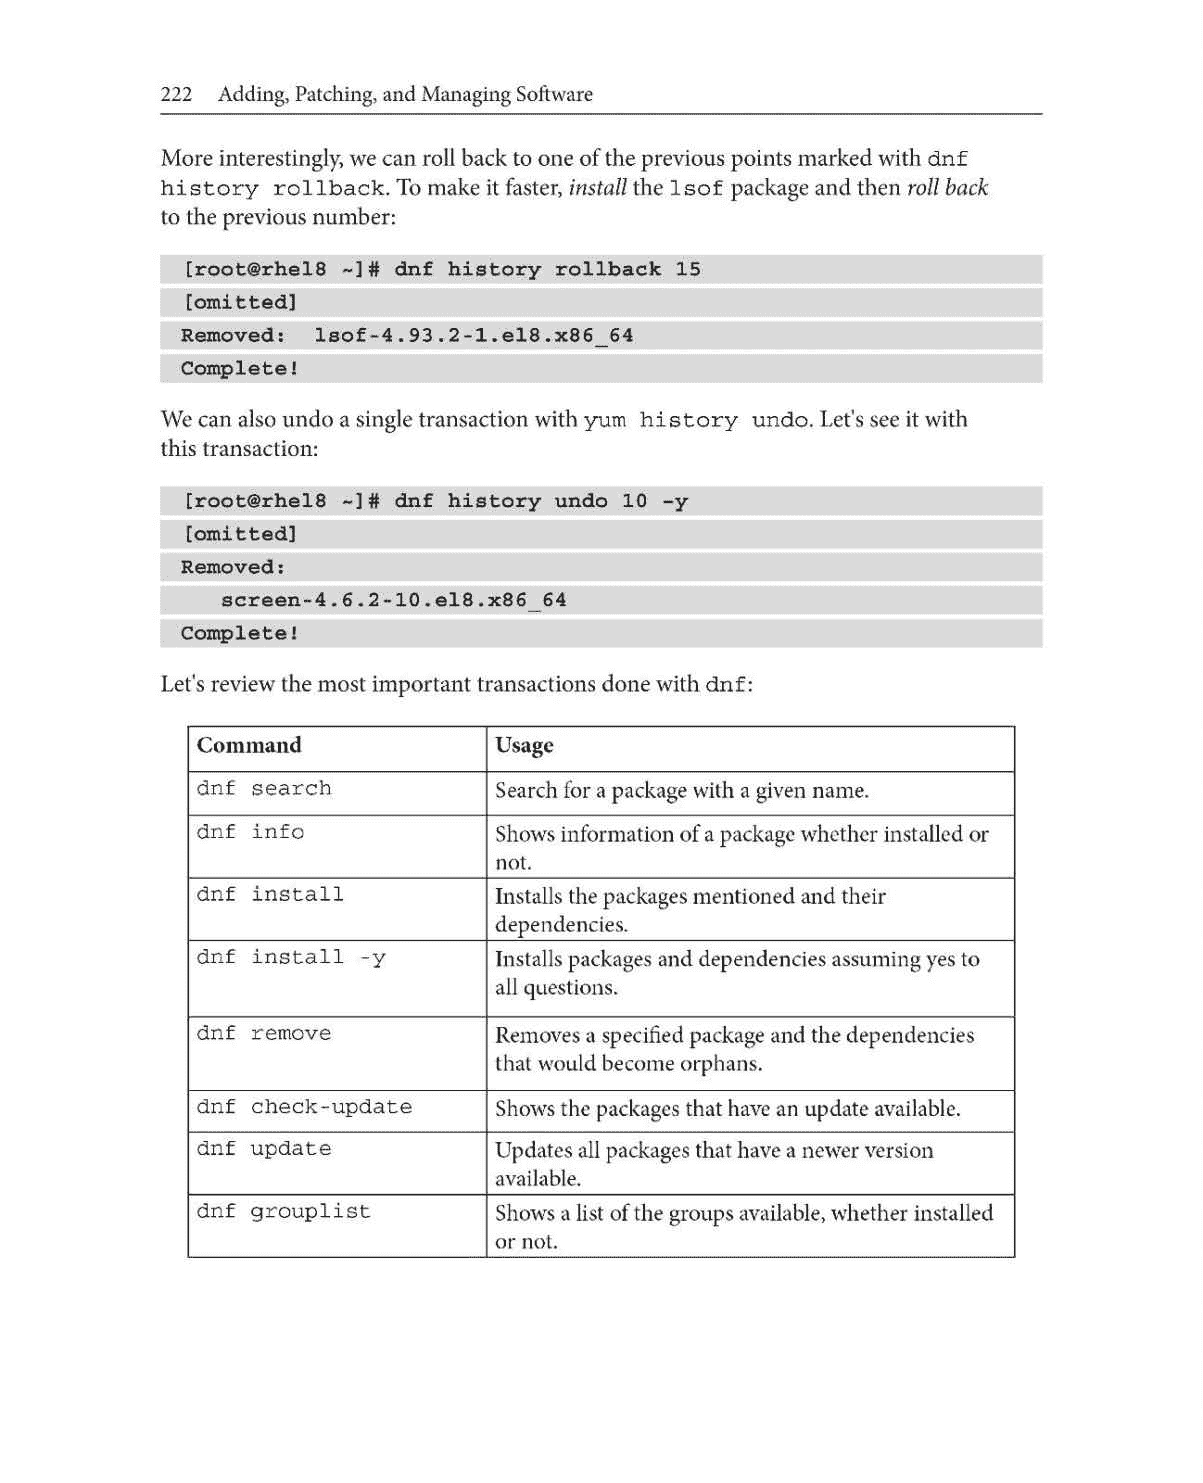 222 Adding, Patching, and Managing Software
More interestingly, we can roll back to one of the previous points marked with dnf
history rollback. To make it faster, install the lsof package and then roll back
to the previous number:
[root@rhel8 ~]# dnf history rollback 15
[omitted]
Removed: lsof-4.93.2-1.el8.x86_64
Complete!
We can also undo a single transaction with yum history undo. Let's see it with
this transaction:
[root@rhel8 ~]# dnf history undo 10 -y
[omitted]
Removed:
screen-4.6.2-10.el8.x86_64
Complete!
Let's review the most important transactions done with dnf:
Command Usage
dnf search Search for a package with a given name.
dnf info Shows information of a package whether installed or
not.
dnf install Installs the packages mentioned and their
dependencies.
dnf install -y Installs packages and dependencies assuming yes to
all questions.
dnf remove Removes a specified package and the dependencies
that would become orphans.
dnf check-update Shows the packages that have an update available.
dnf update Updates all packages that have a newer version
available.
dnf grouplist Shows a list of the groups available, whether installed
or not.